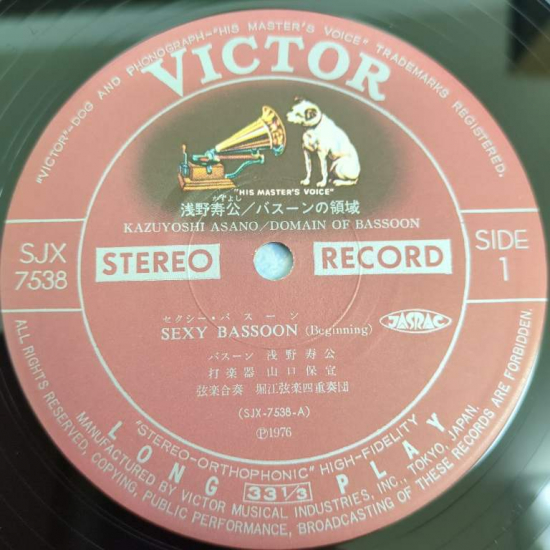 "VICTOR"-DOG AND PHONOGRAPH-"HIS MASTER'S VOICE" TRADEMARKS REGISTERED.
VICTOR
"HIS MASTER'S VOICE"
かずよし
浅野寿公/バスーンの領域
KAZUYOSHI ASANO/DOMAIN OF BASSOON
SJX
7538
SIDE
1
STEREO
RECORD
セクシー・バスーン
SEXY BASSOON (Beginning)
JASRAC
バスーン 浅野寿公
打楽器 山口保宣
弦楽合奏 堀江弦楽四重奏団
(SJX-7538-A)
Ⓟ1976
"STEREO-ORTHOPHONIC" HIGH-FIDELITY
LONG PLAY
33 1/3
MANUFACTURED BY VICTOR MUSICAL INDUSTRIES, INC., TOKYO, JAPAN.
ALL RIGHTS RESERVED, COPYING, PUBLIC PERFORMANCE, BROADCASTING OF THESE RECORDS ARE FORBIDDEN.